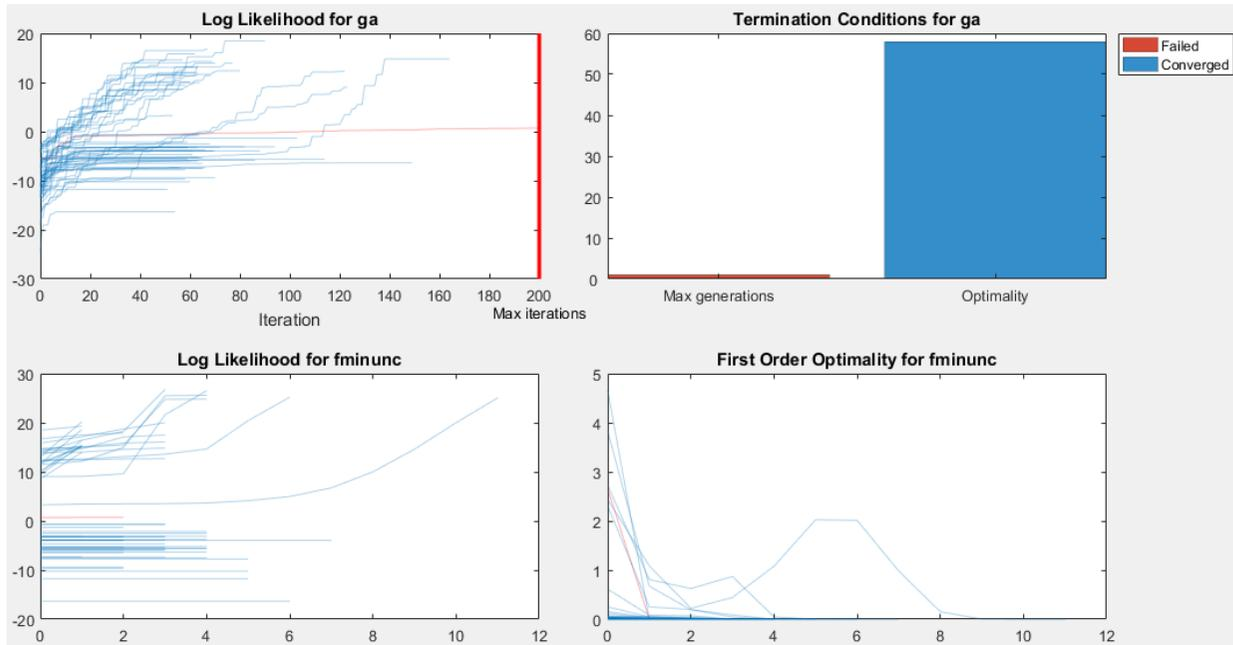 Log Likelihood for ga
20
10
0
-10
-20
-30
0 20 40 60 80 100 120 140 160 180 200
Iteration
Max iterations
Termination Conditions for ga
60
50
40
30
20
10
0
Max generations Optimality
Failed
Converged
Log Likelihood for fminunc
30
20
10
0
-10
-20
0 2 4 6 8 10 12
First Order Optimality for fminunc
5
4
3
2
1
0
0 2 4 6 8 10 12